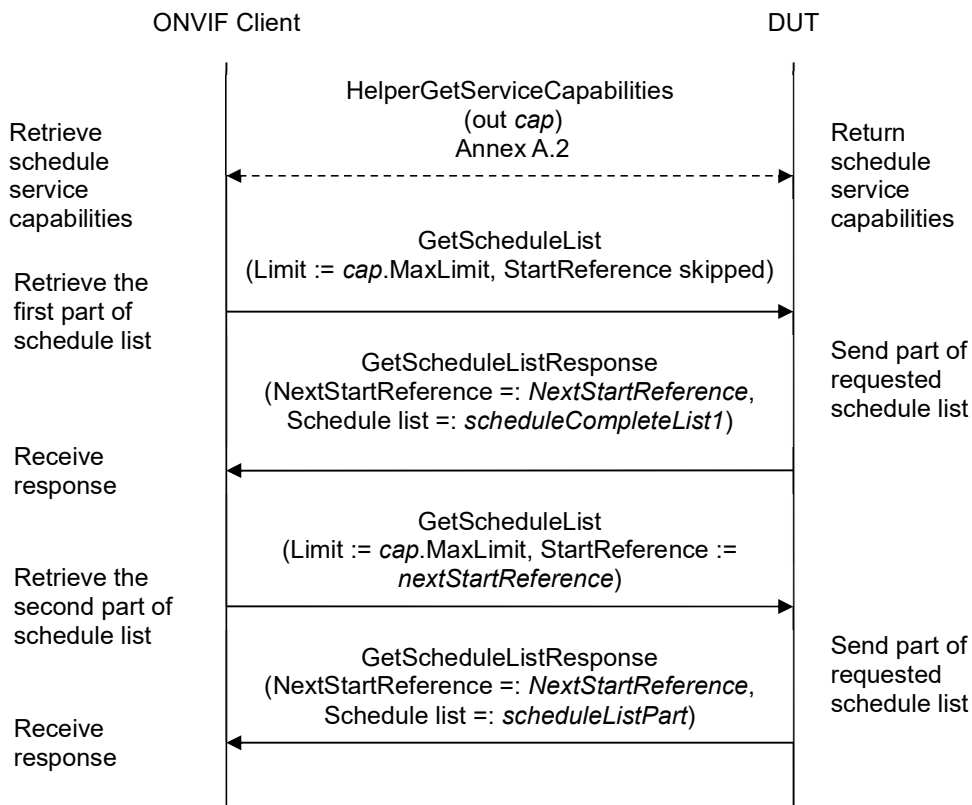 ONVIF Client
DUT
HelperGetServiceCapabilities
(out cap)
Annex A.2
Retrieve
schedule
service
capabilities
Return
schedule
service
capabilities
GetScheduleList
(Limit := cap.MaxLimit, StartReference skipped)
Retrieve the
first part of
schedule list
GetScheduleListResponse
(NextStartReference =: NextStartReference,
Schedule list =: scheduleCompleteList1)
Send part of
requested
schedule list
Receive
response
GetScheduleList
(Limit := cap.MaxLimit, StartReference :=
nextStartReference)
Retrieve the
second part of
schedule list
GetScheduleListResponse
(NextStartReference =: NextStartReference,
Schedule list =: scheduleListPart)
Send part of
requested
schedule list
Receive
response